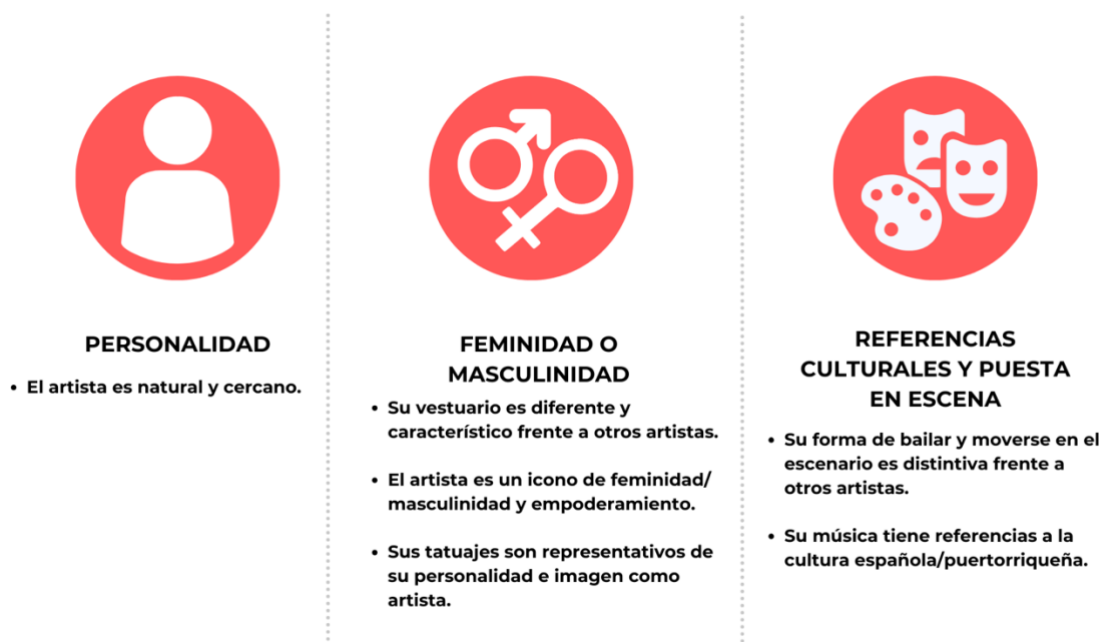 PERSONALIDAD
• El artista es natural y cercano.
FEMINIDAD O
MASCULINIDAD
• Su vestuario es diferente y
característico frente a otros artistas.
• El artista es un icono de feminidad/
masculinidad y empoderamiento.
• Sus tatuajes son representativos de
su personalidad e imagen como
artista.
REFERENCIAS
CULTURALES Y PUESTA
EN ESCENA
• Su forma de bailar y moverse en el
escenario es distintiva frente a
otros artistas.
• Su música tiene referencias a la
cultura española/puertorriqueña.